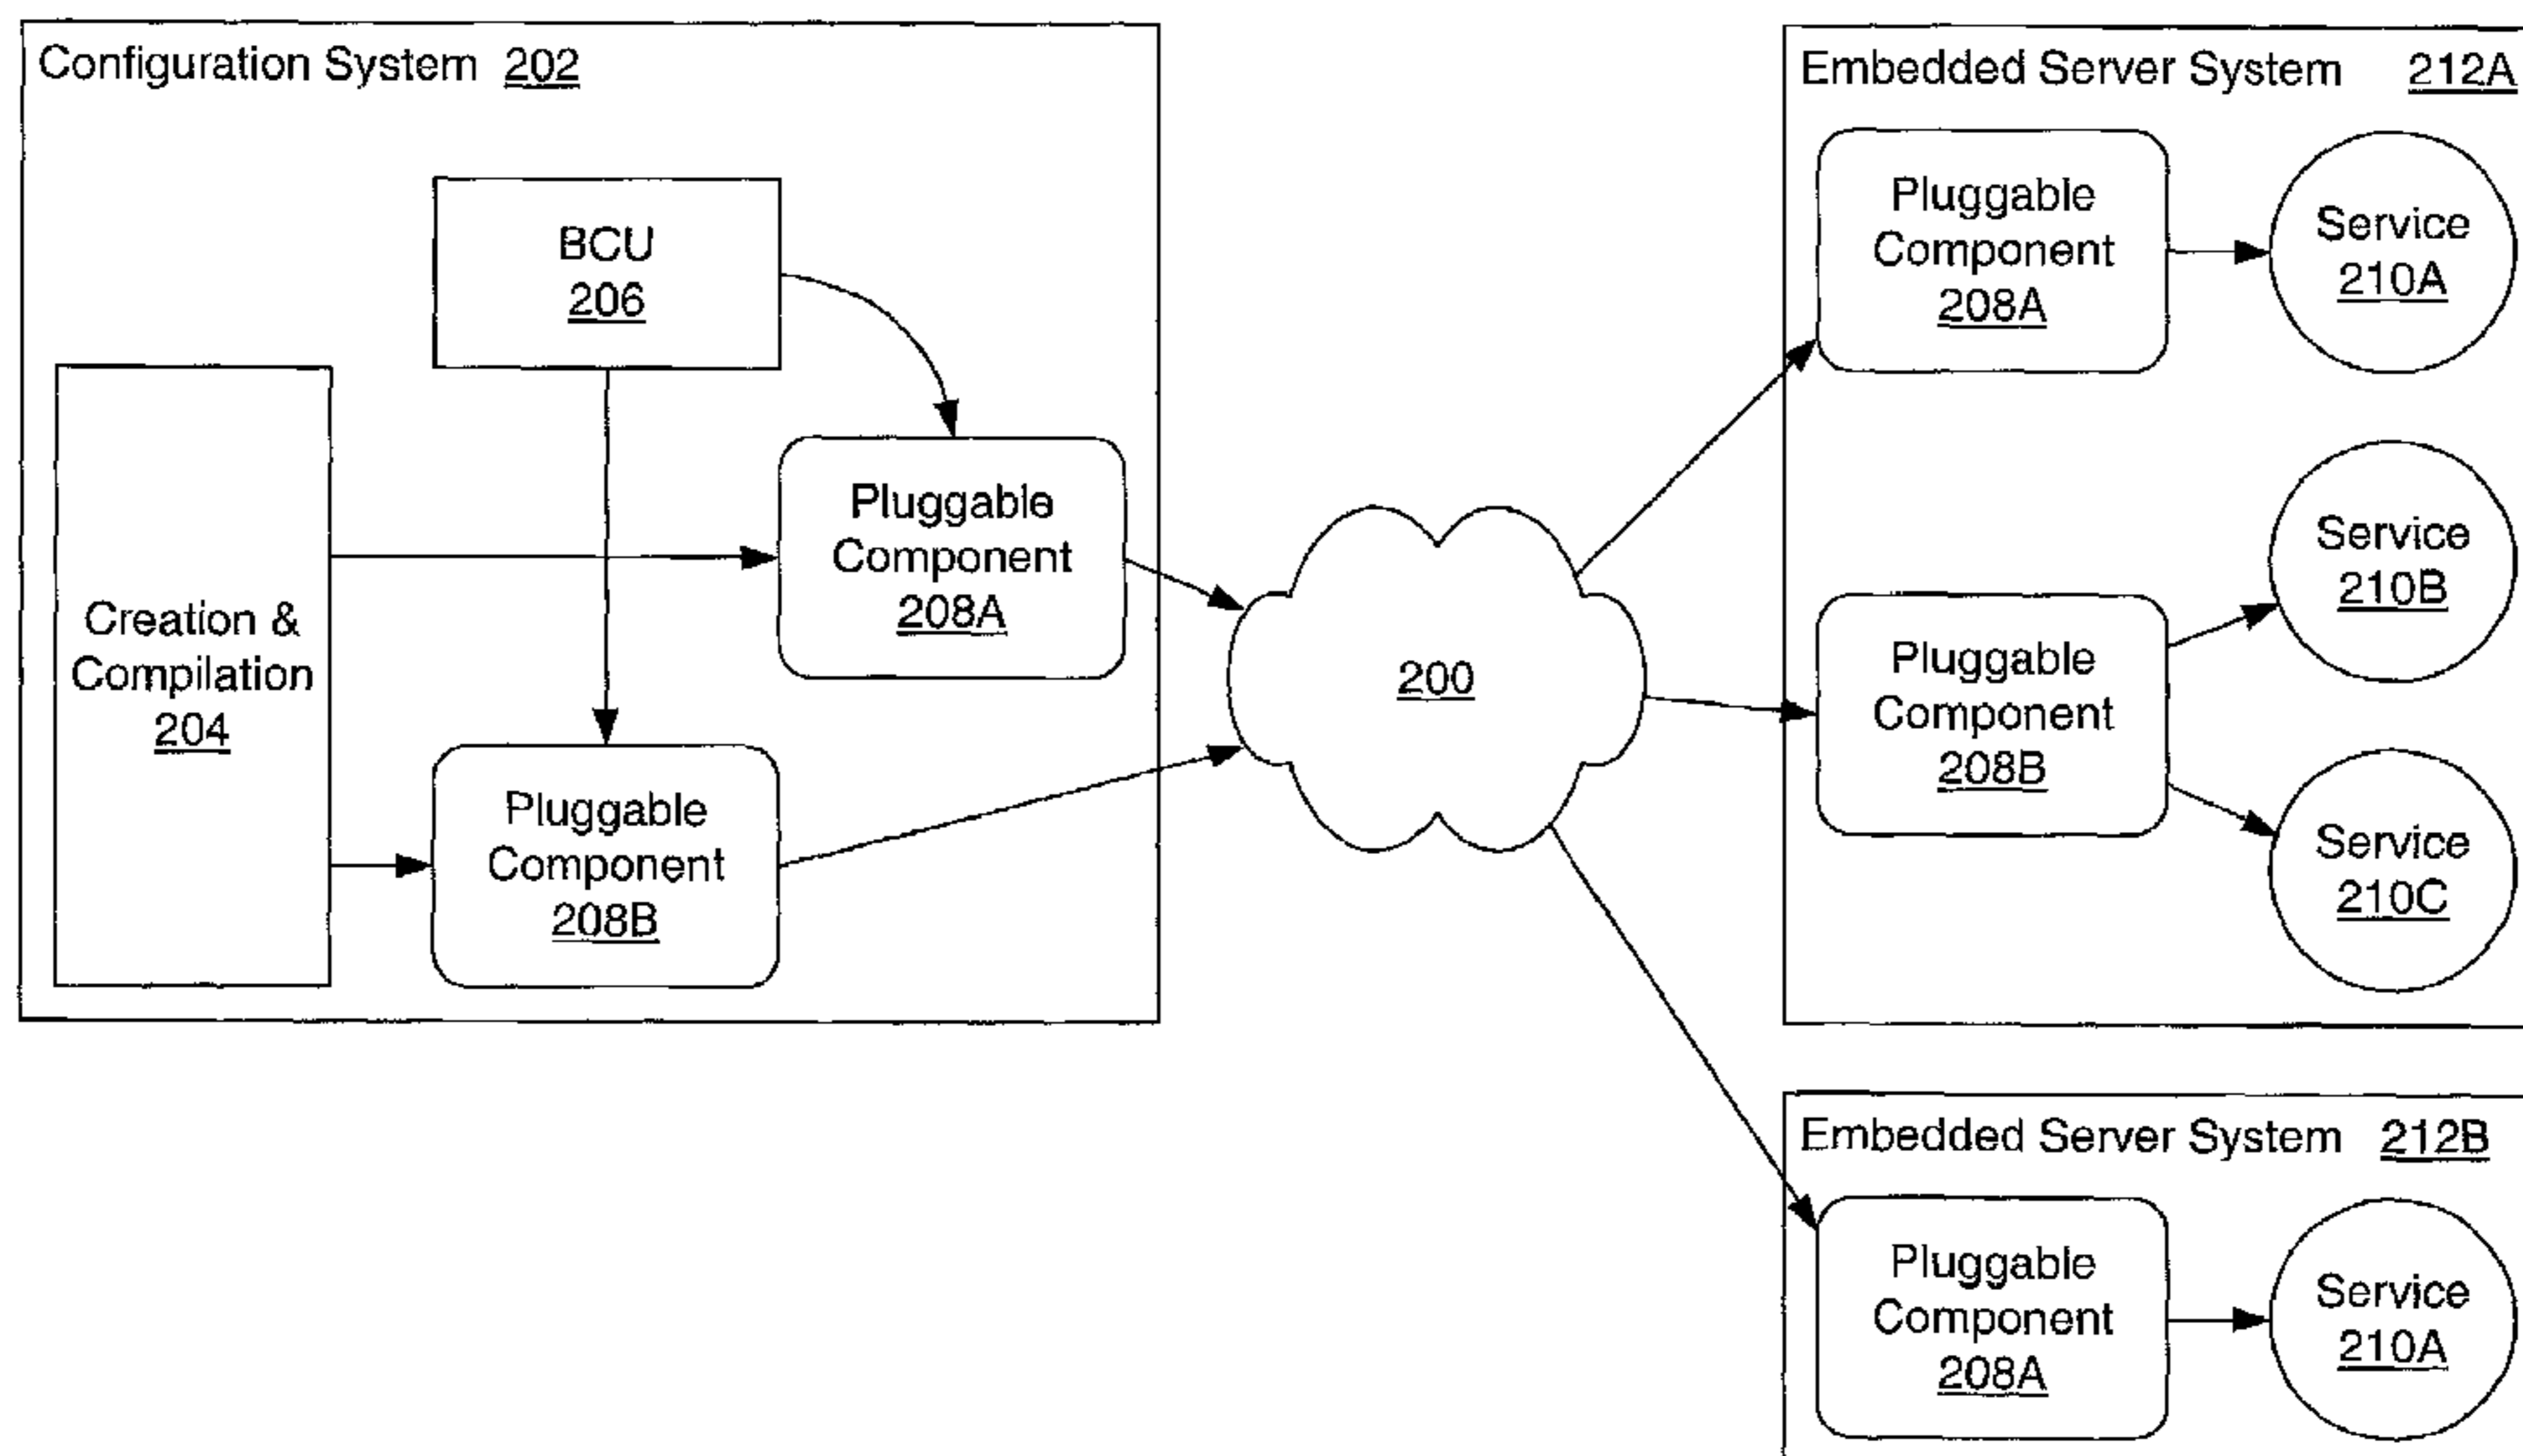 Configuration System 202
BCU
206
Creation &
Compilation
204
Pluggable
Component
208A
Pluggable
Component
208B
200
Embedded Server System 212A
Pluggable
Component
208A
Service
210A
Pluggable
Component
208B
Service
210B
Service
210C
Embedded Server System 212B
Pluggable
Component
208A
Service
210A